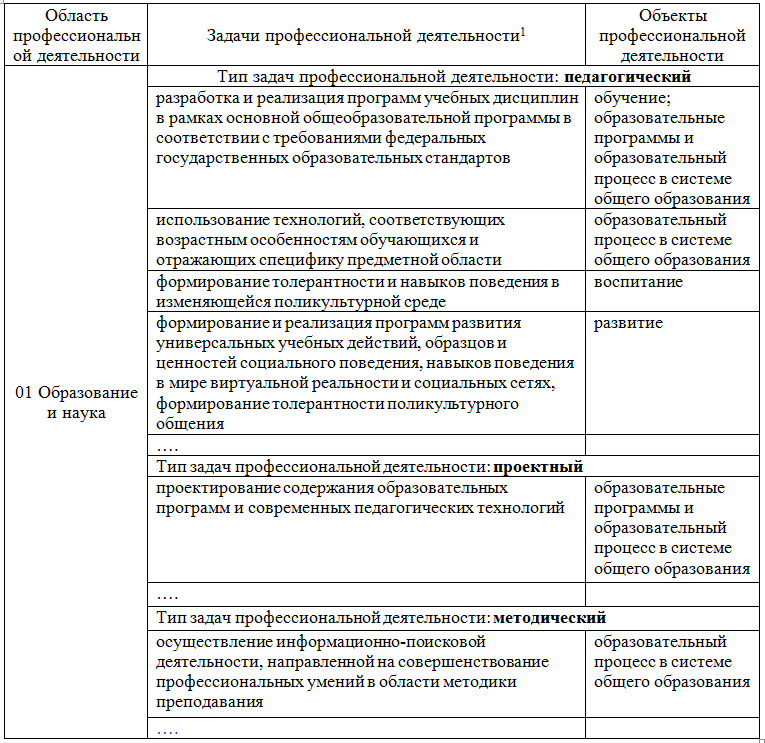 Область
профессиональн
ой деятельности
Задачи профессиональной деятельности1
Объекты
профессиональной
деятельности
01 Образование
и наука
Тип задач профессиональной деятельности: педагогический
разработка и реализация программ учебных дисциплин
в рамках основной общеобразовательной программы в
соответствии с требованиями федеральных
государственных образовательных стандартов
обучение;
образовательные
программы и
образовательный
процесс в системе
общего образования
использование технологий, соответствующих
возрастным особенностям обучающихся и
отражающих специфику предметной области
образовательный
процесс в системе
общего образования
формирование толерантности и навыков поведения в
изменяющейся поликультурной среде
воспитание
формирование и реализация программ развития
универсальных учебных действий, образцов и
ценностей социального поведения, навыков поведения
в мире виртуальной реальности и социальных сетях,
формирование толерантности поликультурного
общения
развитие
….
Тип задач профессиональной деятельности: проектный
проектирование содержания образовательных
программ и современных педагогических технологий
образовательные
программы и
образовательный
процесс в системе
общего образования
….
Тип задач профессиональной деятельности: методический
осуществление информационно-поисковой
деятельности, направленной на совершенствование
профессиональных умений в области методики
преподавания
образовательный
процесс в системе
общего образования
….